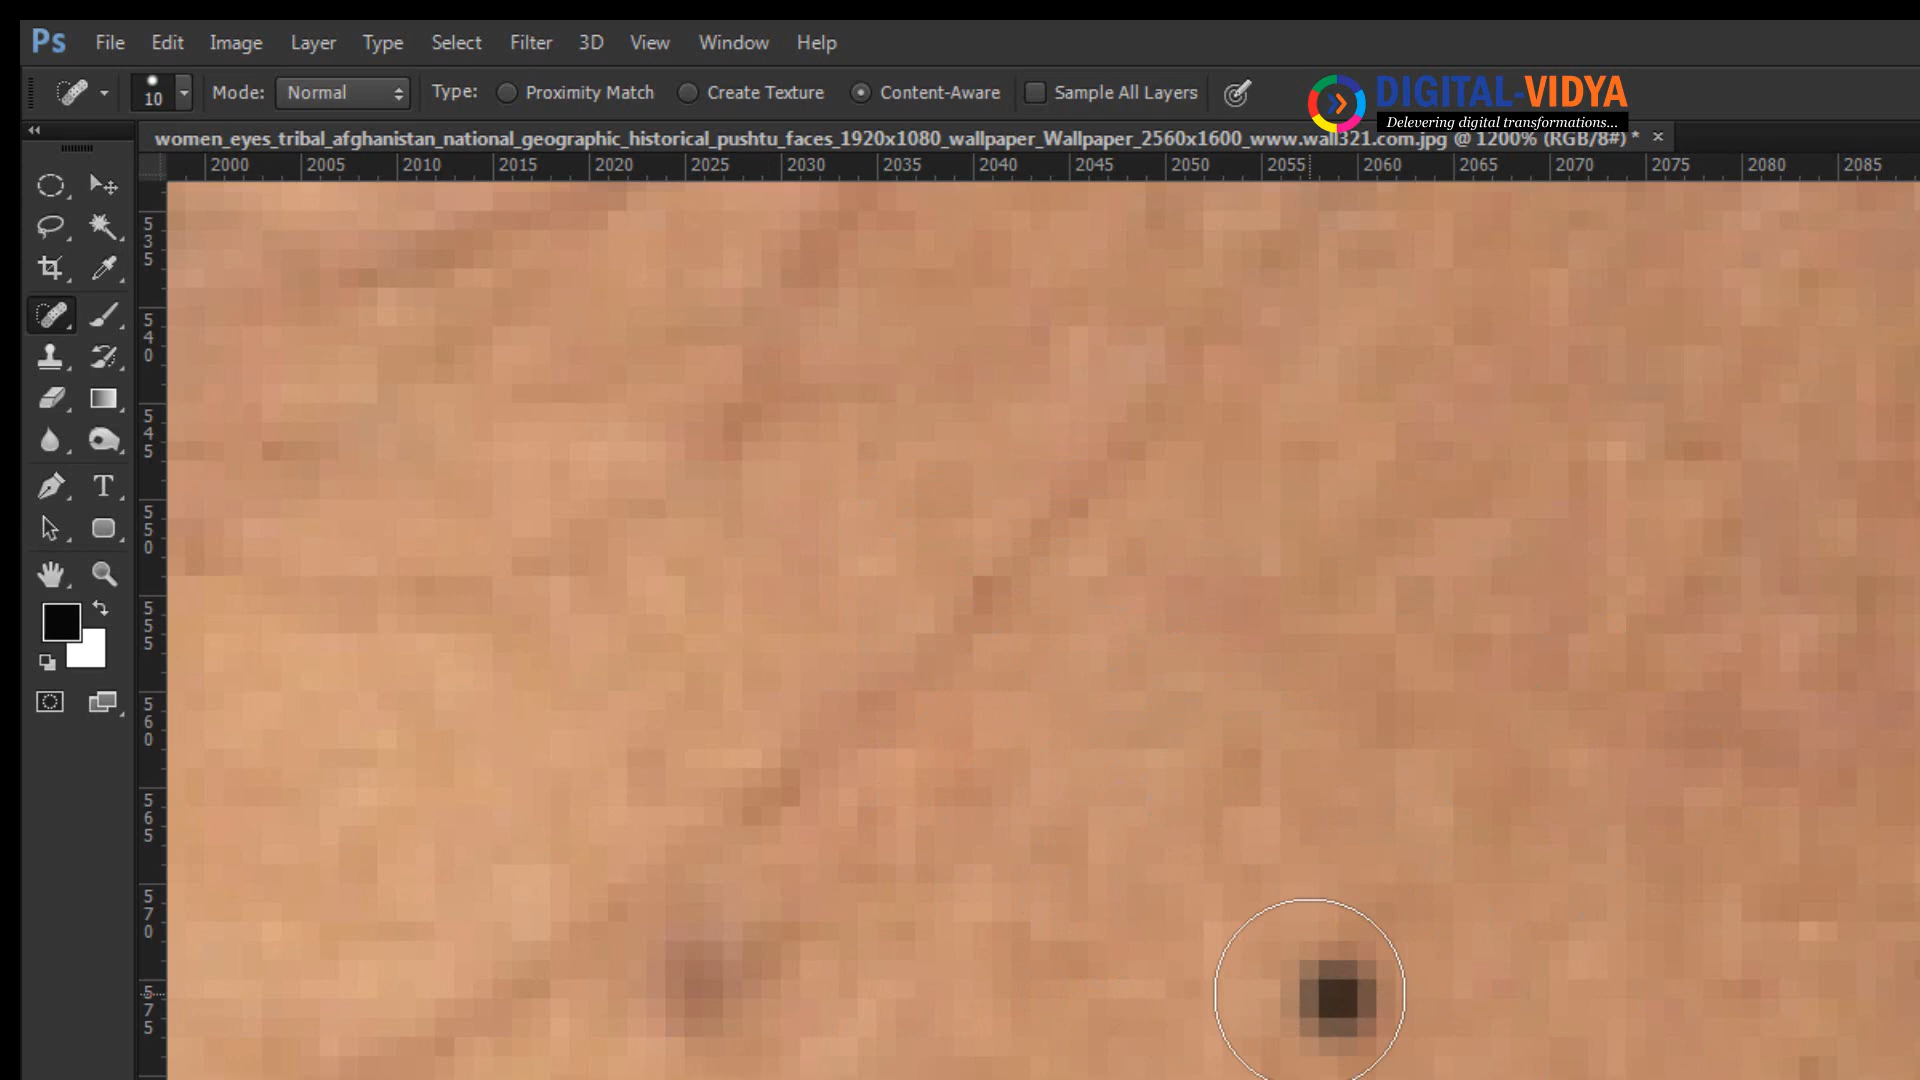 Ps File Edit Image Layer Type Select Filter 3D View Window Help
10 Mode: Normal Type: Proximity Match Create Texture Content-Aware Sample All Layers
DIGITAL-VIDYA
Delevering digital transformations...
women_eyes_tribal_afghanistan_national_geographic_historical_pushtu_faces_1920x1080_wallpaper_Wallpaper_2560x1600_www.wall321.com.jpg @ 1200% (RGB/8#) * ×
2000 2005 2010 2015 2020 2025 2030 2035 2040 2045 2050 2055 2060 2065 2070 2075 2080 2085
535
540
545
550
555
560
565
570
575
T